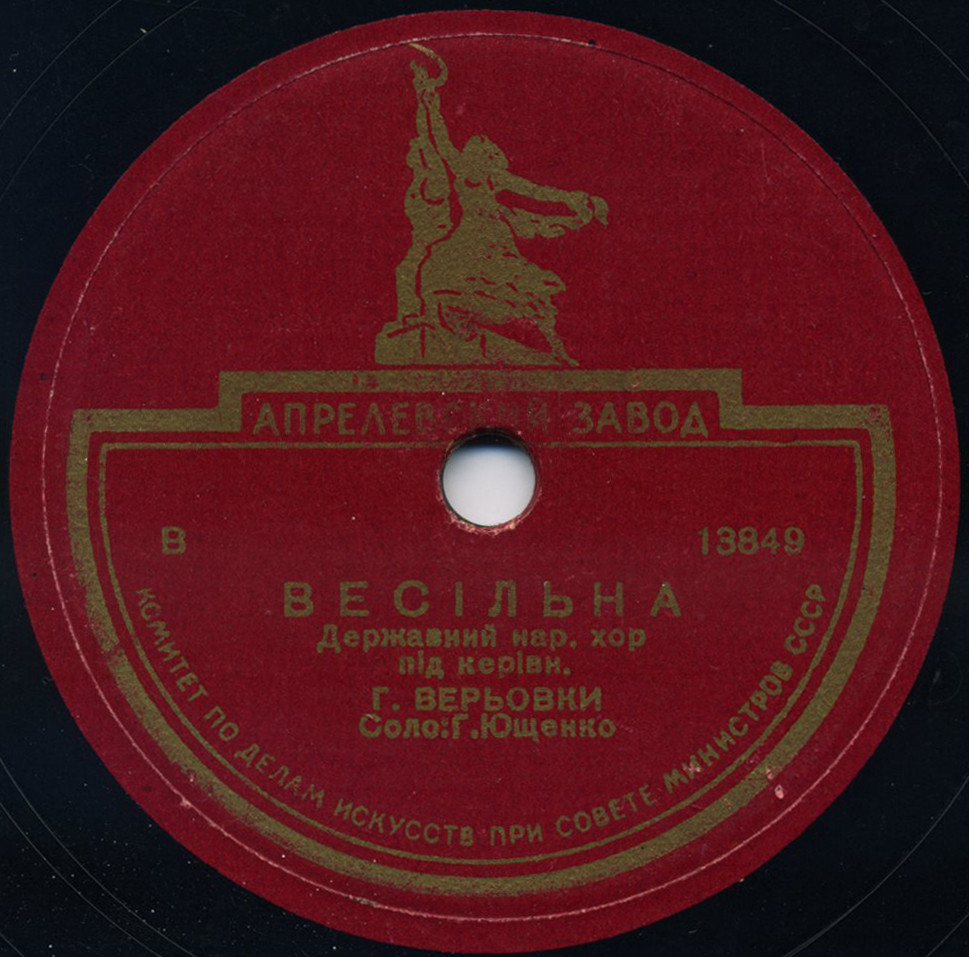 АПРЕЛЕВСКИЙ ЗАВОД
В 13849
ВЕСІЛЬНА
Державний нар. хор
під керівн.
Г. ВЕРЬОВКИ
Соло:Г.Ющенко
КОМИТЕТ ПО ДЕЛАМ ИСКУССТВ ПРИ СОВЕТЕ МИНИСТРОВ СССР